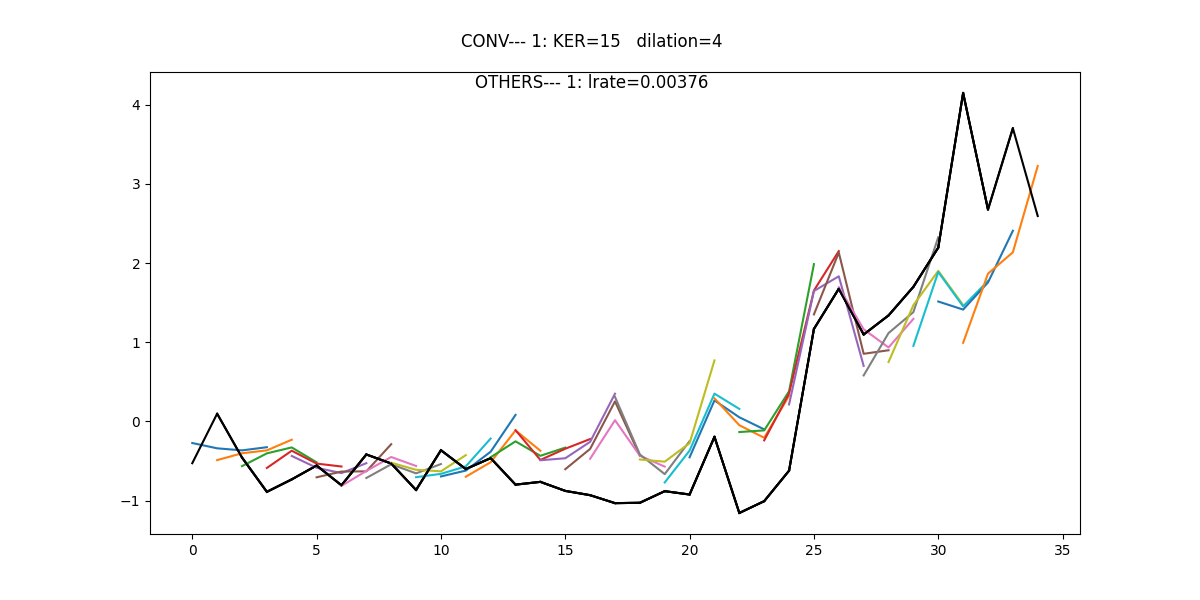 CONV--- 1: KER=15   dilation=4
OTHERS--- 1: lrate=0.00376
4
3
2
1
0
−1
0 5 10 15 20 25 30 35